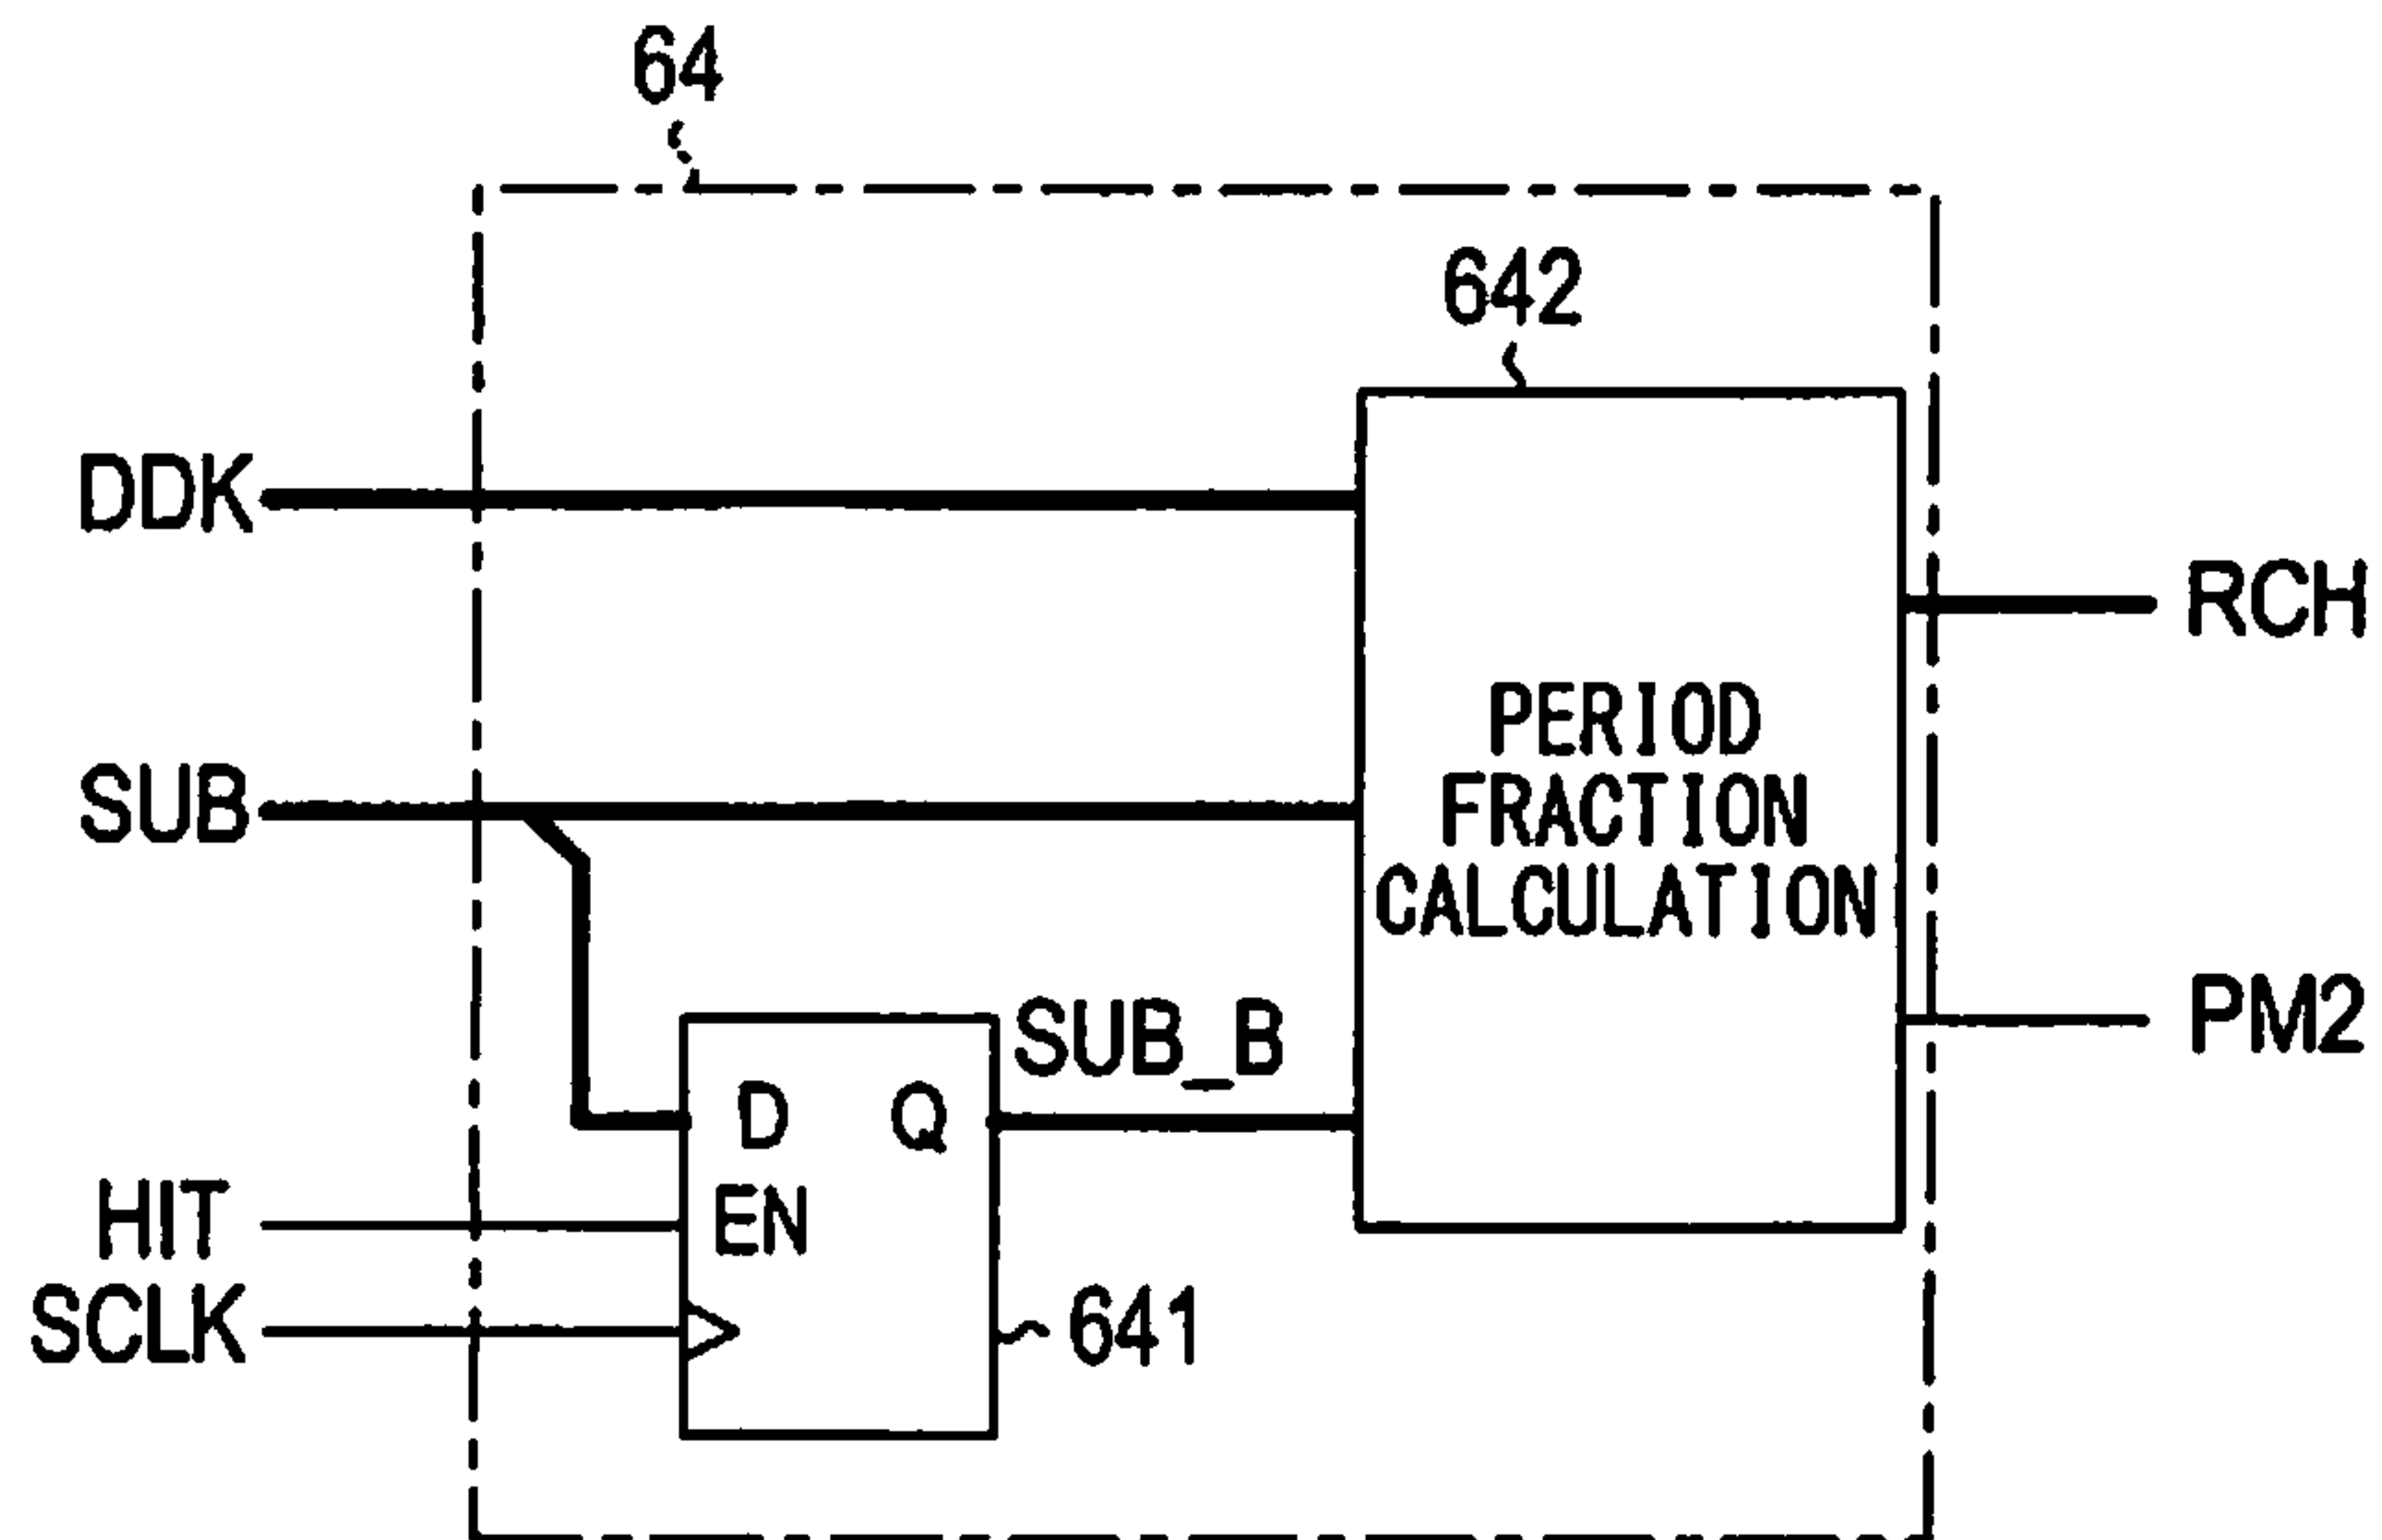 64
642
DDK
RCH
PERIOD
FRACTION
CALCULATION
SUB
SUB_B
PM2
D Q
EN
HIT
SCLK
641